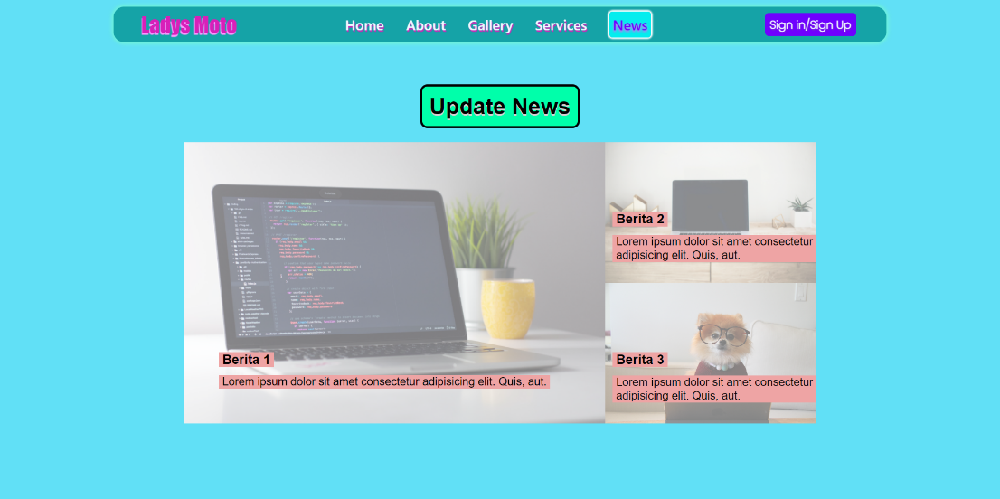 Ladys Moto
Home
About
Gallery
Services
News
Sign in/Sign Up
Update News
Berita 1
Lorem ipsum dolor sit amet consectetur adipisicing elit. Quis, aut.
Berita 2
Lorem ipsum dolor sit amet consectetur
adipisicing elit. Quis, aut.
Berita 3
Lorem ipsum dolor sit amet consectetur
adipisicing elit. Quis, aut.